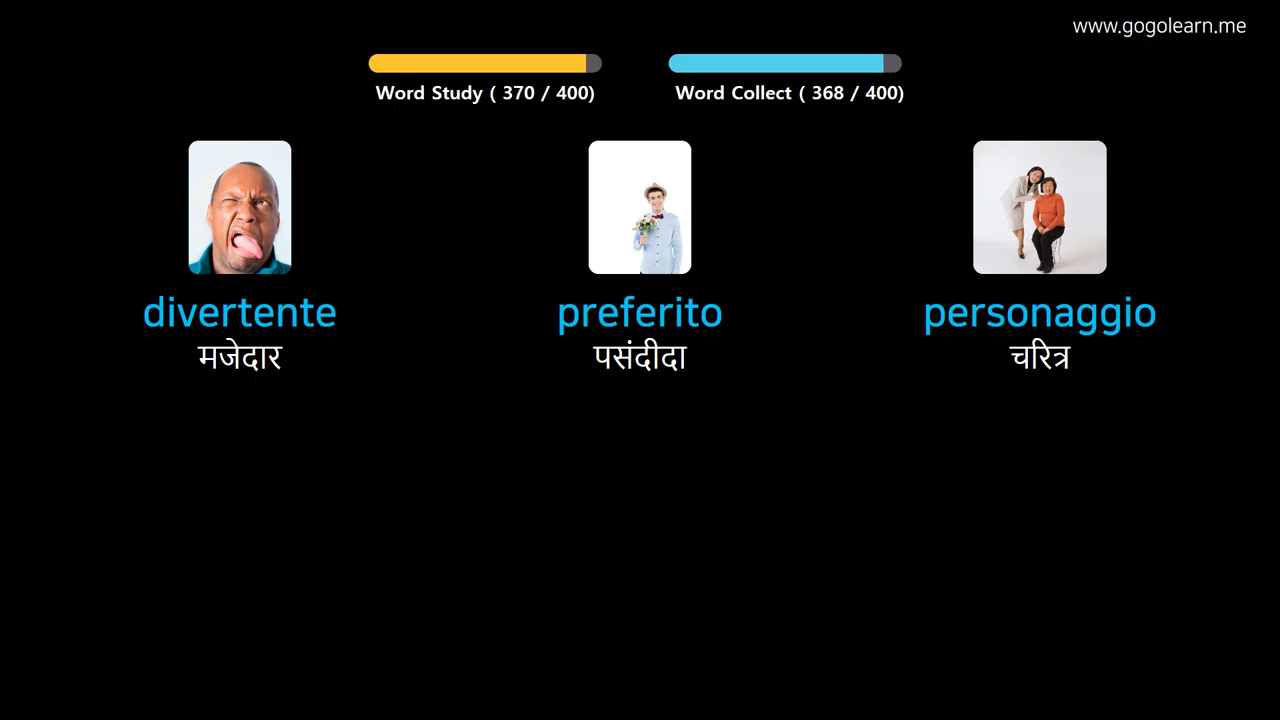 www.gogolearn.me
Word Study ( 370 / 400)
Word Collect ( 368 / 400)
divertente
मजेदार
preferito
पसंदीदा
personaggio
चरित्र